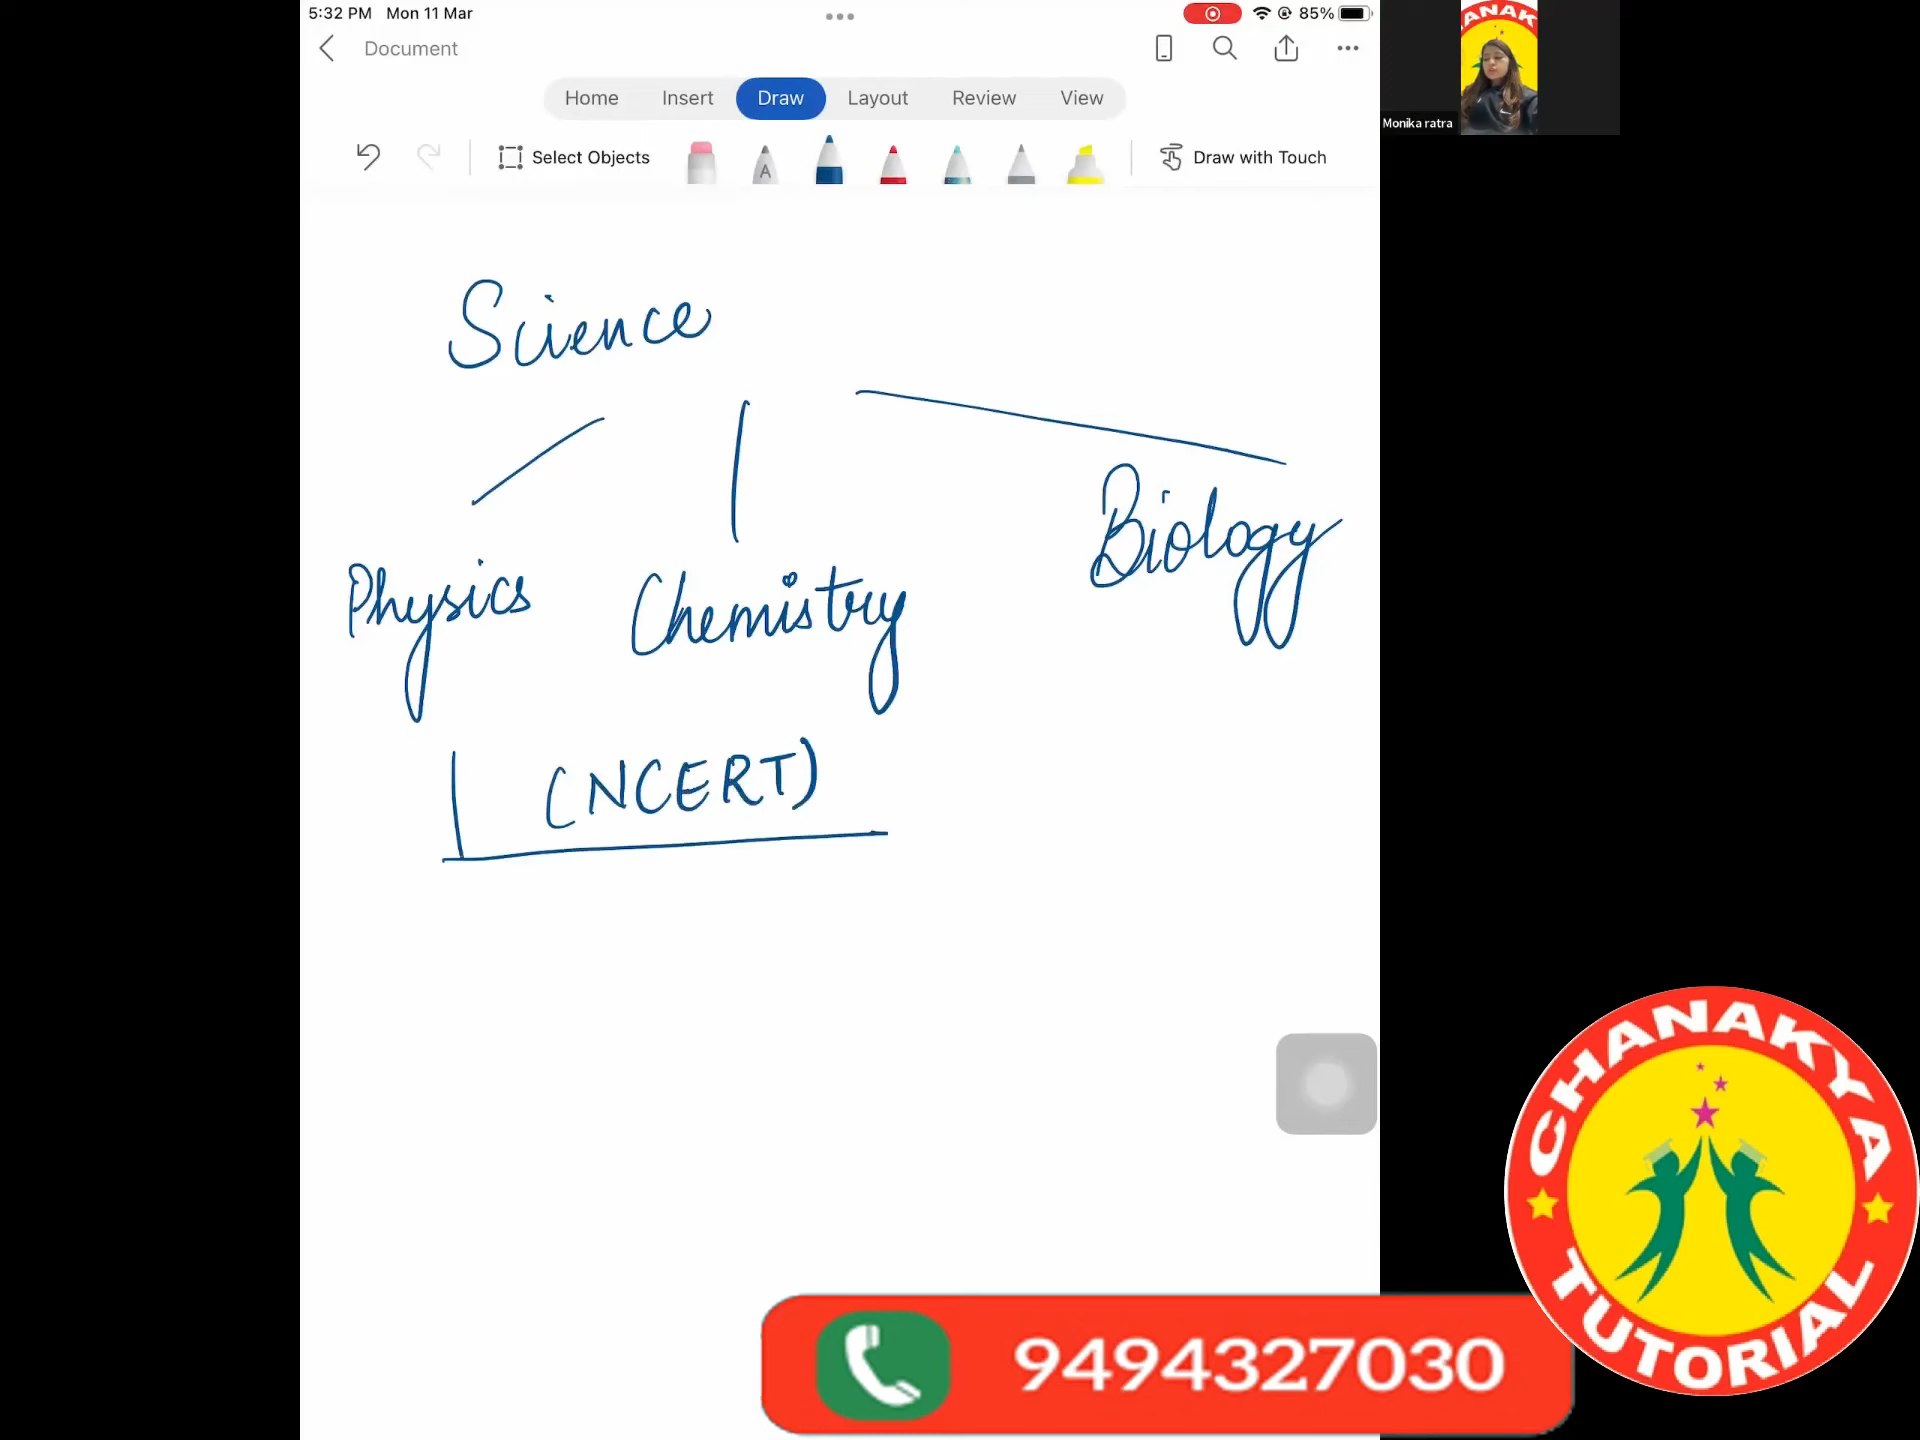 5:32 PM Mon 11 Mar
85%
Document
Home Insert Draw Layout Review View
Select Objects
A
Draw with Touch
ANAK
Monika ratra
Science
Physics Chemistry Biology
(NCERT)
CHANAKYA
TUTORIAL
9494327030